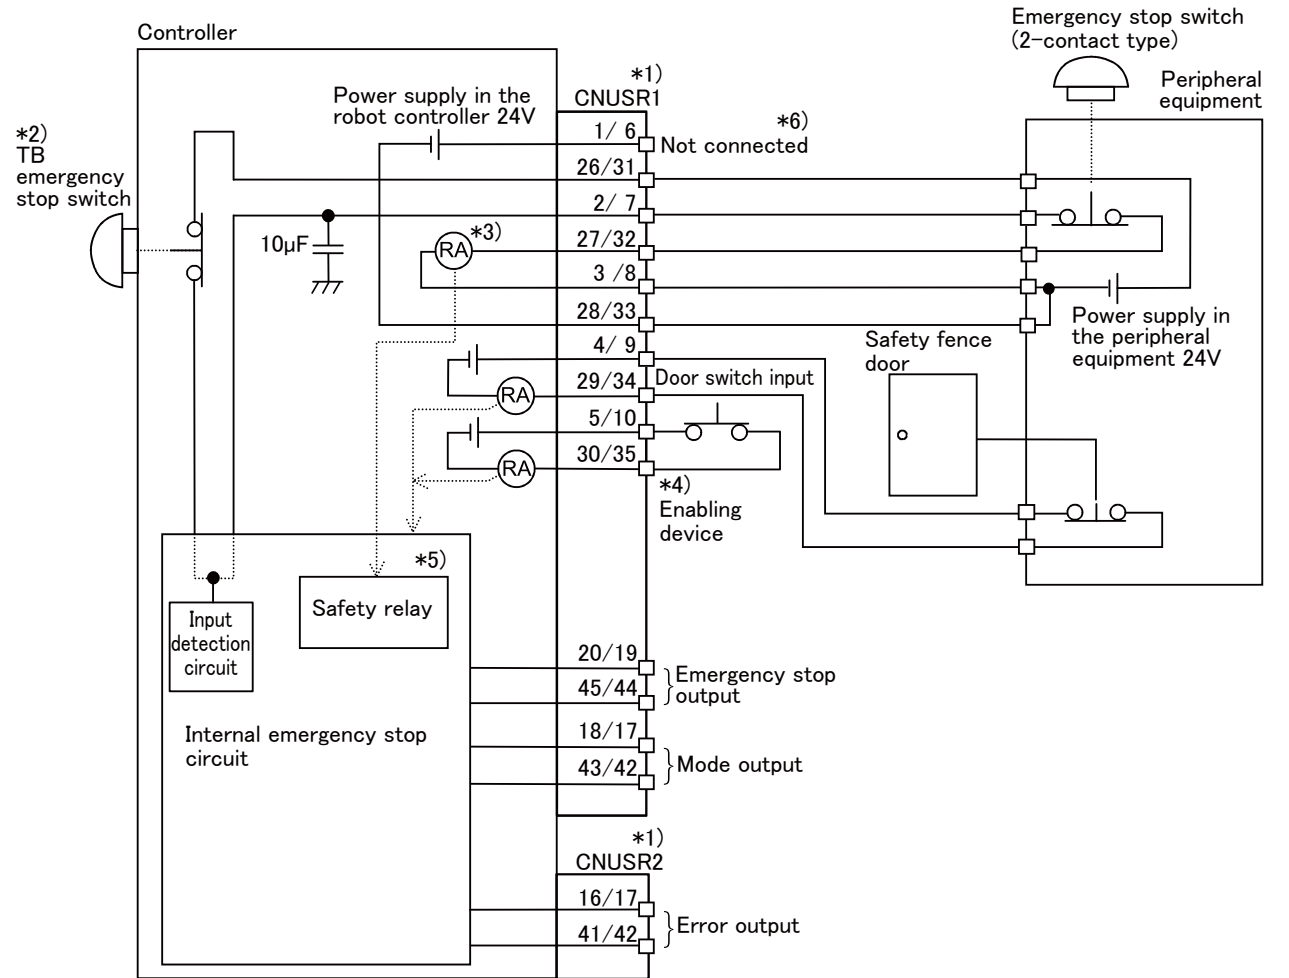 Controller
Emergency stop switch
(2-contact type)
Peripheral
equipment
*1)
CNUSR1
Power supply in the
robot controller 24V
*2)
TB
emergency
stop switch
1/ 6
*6)
Not connected
26/31
2/ 7
10μF
RA
*3)
27/32
3 /8
28/33
Power supply in
the peripheral
equipment 24V
4/ 9
Safety fence
door
RA
29/34
Door switch input
5/10
RA
30/35
*4)
Enabling
device
*5)
Safety relay
Input
detection
circuit
20/19
45/44
Emergency stop
output
Internal emergency stop
circuit
18/17
43/42
Mode output
*1)
CNUSR2
16/17
41/42
Error output